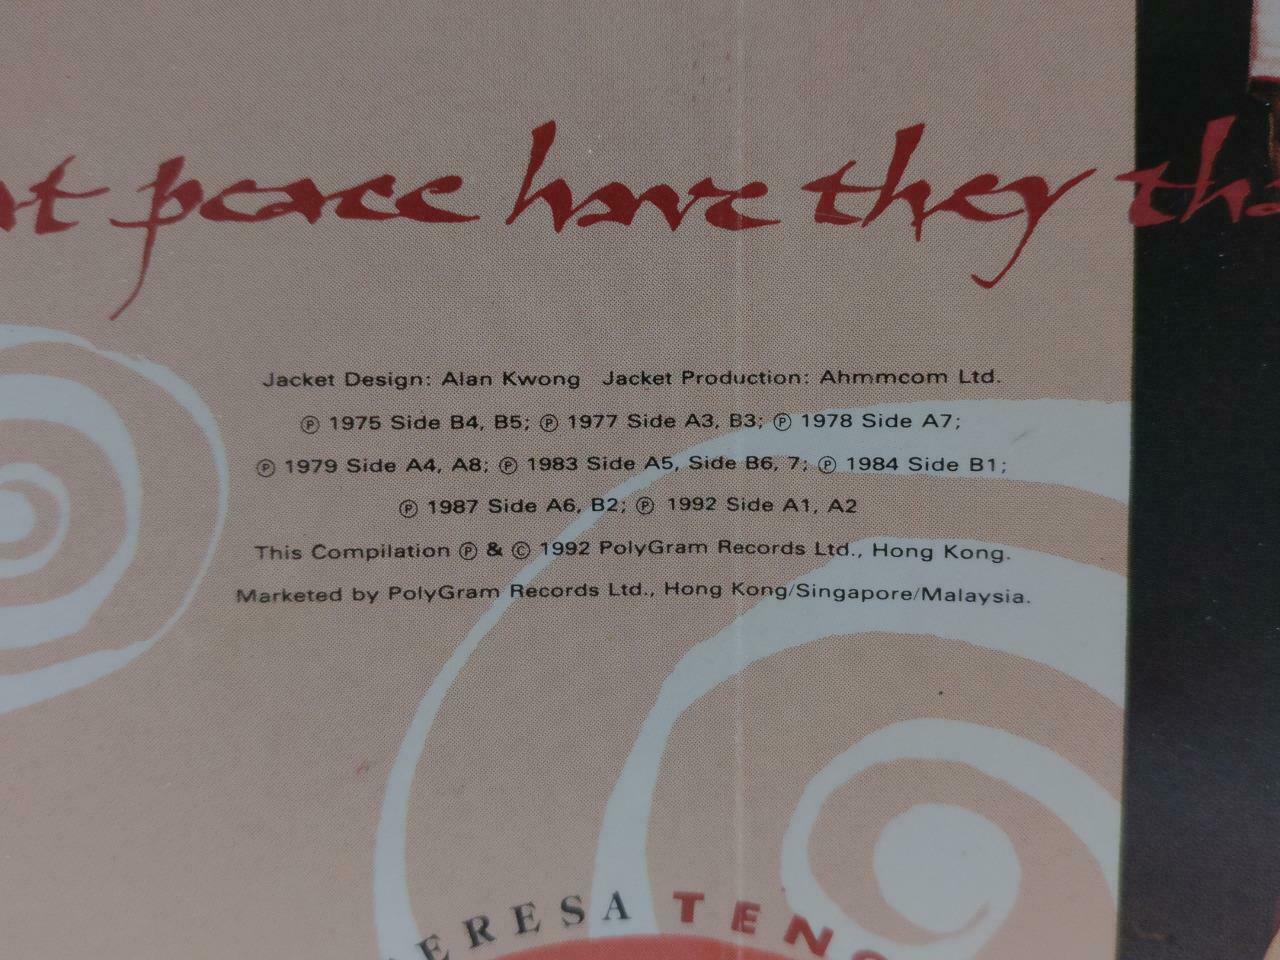 peace have they
Jacket Design: Alan Kwong Jacket Production: Ahmmcom Ltd.
Ⓟ 1975 Side B4, B5; Ⓟ 1977 Side A3, B3; Ⓟ 1978 Side A7;
Ⓟ 1979 Side A4, A8; Ⓟ 1983 Side A5, Side B6, 7; Ⓟ 1984 Side B1;
Ⓟ 1987 Side A6, B2; Ⓟ 1992 Side A1, A2
This Compilation Ⓟ & © 1992 PolyGram Records Ltd., Hong Kong.
Marketed by PolyGram Records Ltd., Hong Kong/Singapore/Malaysia.
ERESA TEN